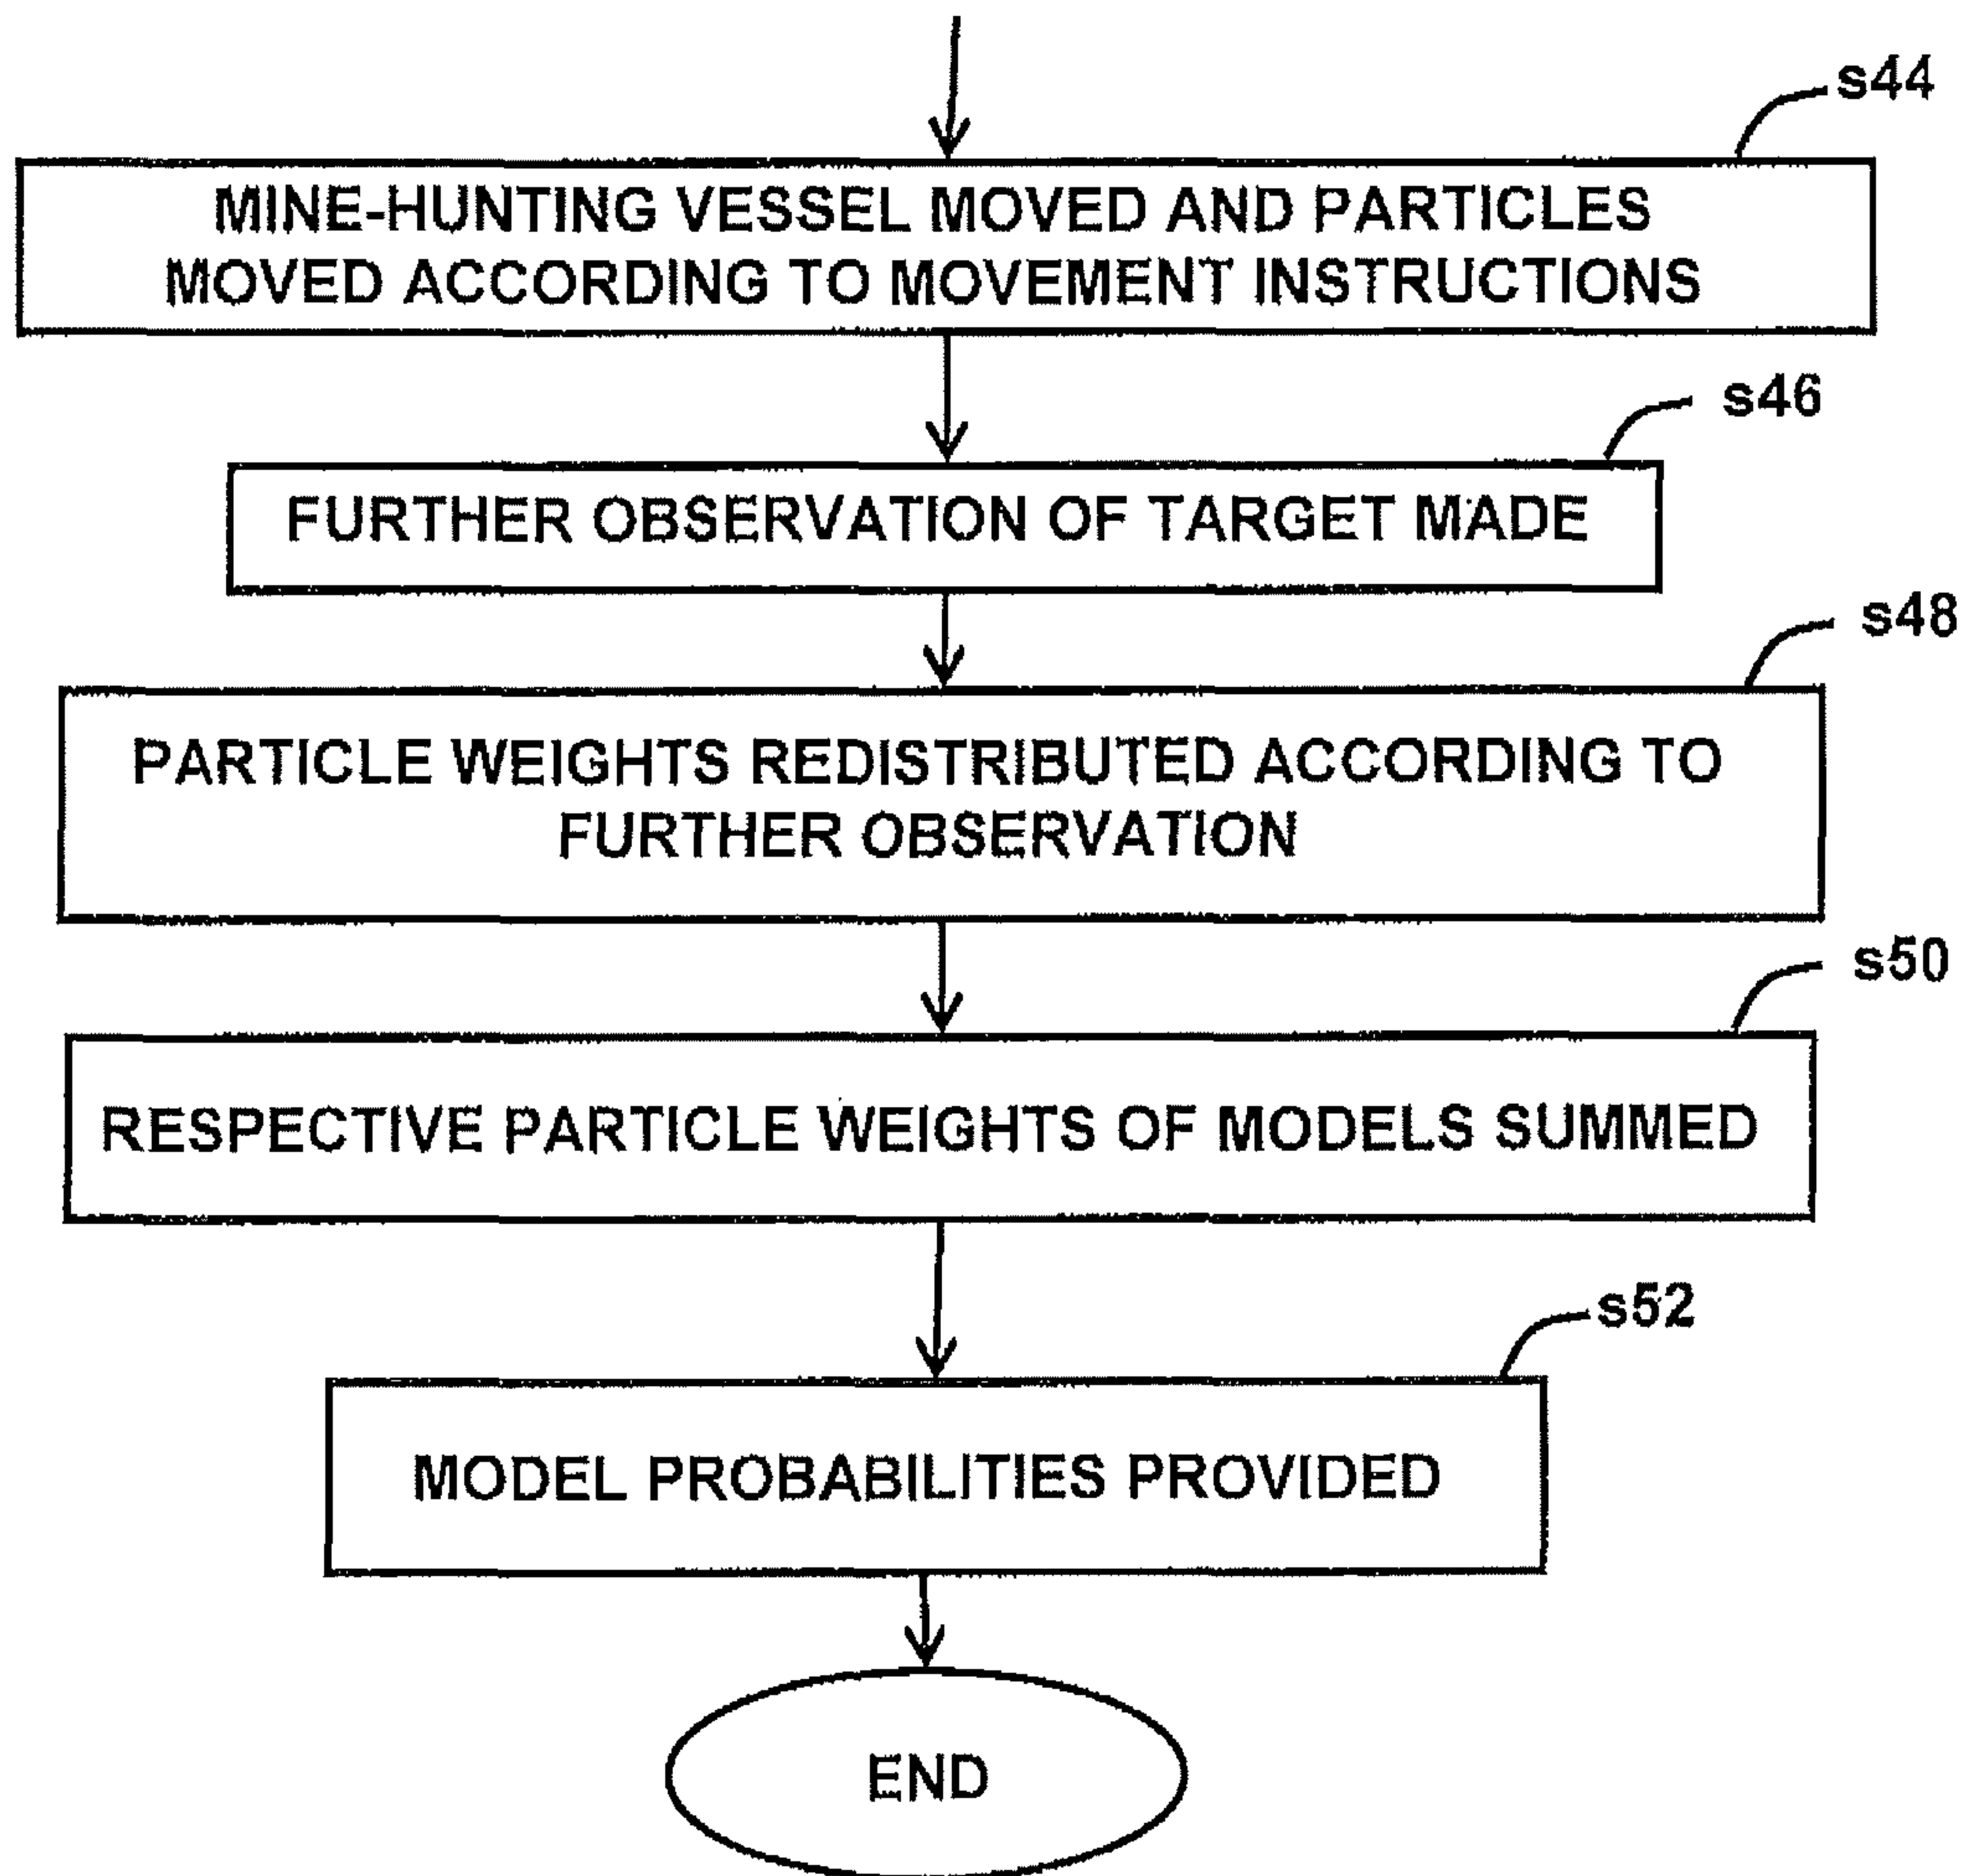 s44
MINE-HUNTING VESSEL MOVED AND PARTICLES
MOVED ACCORDING TO MOVEMENT INSTRUCTIONS
s46
FURTHER OBSERVATION OF TARGET MADE
s48
PARTICLE WEIGHTS REDISTRIBUTED ACCORDING TO
FURTHER OBSERVATION
s50
RESPECTIVE PARTICLE WEIGHTS OF MODELS SUMMED
s52
MODEL PROBABILITIES PROVIDED
END